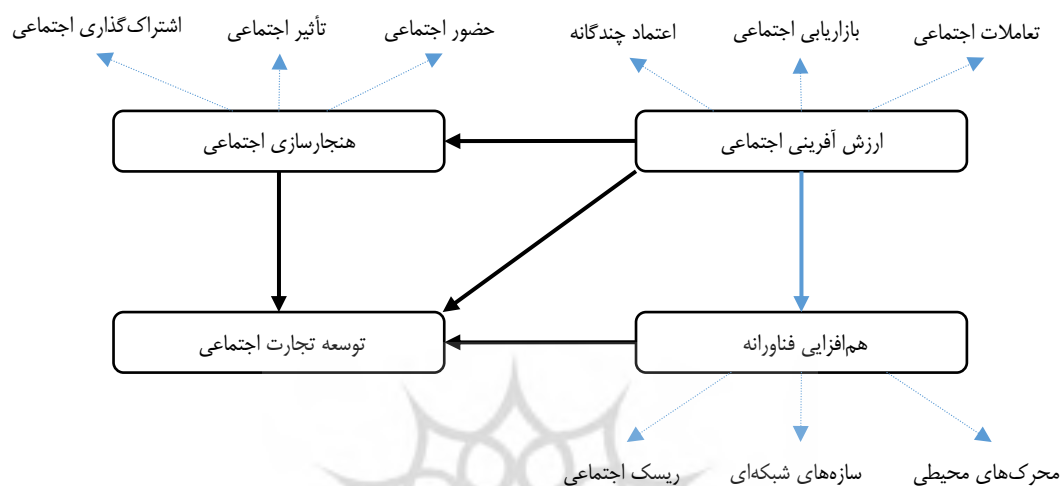 تعاملات اجتماعی
بازاریابی اجتماعی
اعتماد چندگانه
حضور اجتماعی
تأثیر اجتماعی
اشتراک‌گذاری اجتماعی
ارزش آفرینی اجتماعی
هنجارسازی اجتماعی
هم‌افزایی فناورانه
توسعه تجارت اجتماعی
محرک‌های محیطی
سازه‌های شبکه‌ای
ریسک اجتماعی